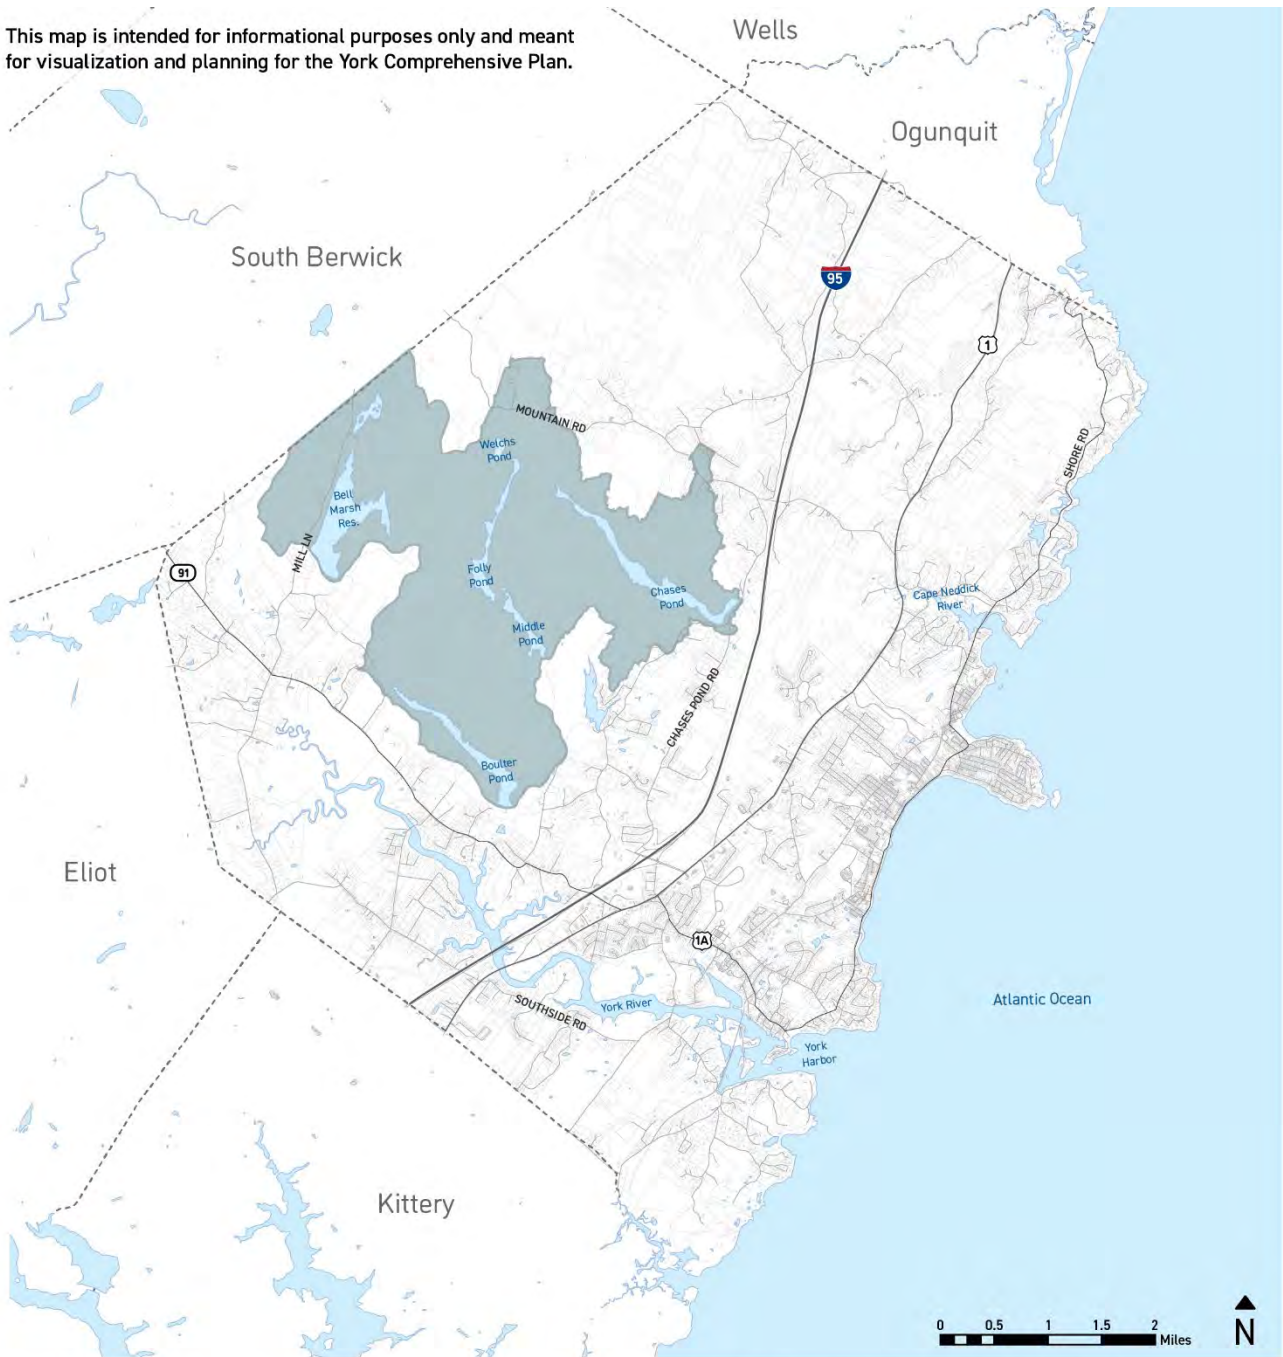 This map is intended for informational purposes only and meant
for visualization and planning for the York Comprehensive Plan.
Wells
Ogunquit
South Berwick
95
1
MOUNTAIN RD
SHORE RD
Welchs
Pond
Bell
Marsh
Res.
MILL LN
91
Folly
Pond
Chases
Pond
Cape Neddick
River
Middle
Pond
CHASES POND RD
Boulter
Pond
Eliot
1A
Atlantic Ocean
York River
SOUTHSIDE RD
York
Harbor
Kittery
0 0.5 1 1.5 2
Miles
N